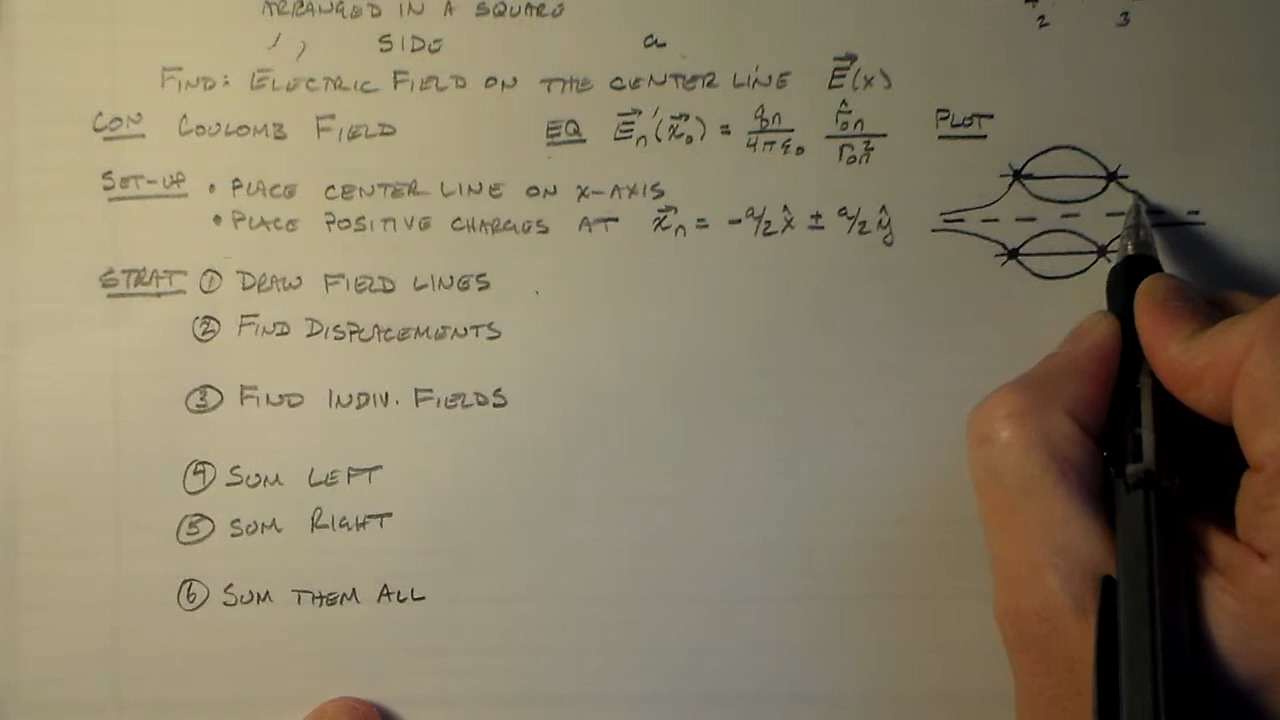 ARRANGED IN A SQUARE
2 3
" SIDE a
FIND: ELECTRIC FIELD ON THE CENTER LINE E⃗(x)
CON COULOMB FIELD EQ E⃗n'(x⃗₀) = qn/4πε₀ r̂₀n/r₀n² PLOT
SET-UP • PLACE CENTER LINE ON X-AXIS
• PLACE POSITIVE CHARGES AT x⃗n = -a/2 x̂ ± a/2 ŷ
STRAT ① DRAW FIELD LINES
② FIND DISPLACEMENTS
③ FIND INDIV. FIELDS
④ SUM LEFT
⑤ SUM RIGHT
⑥ SUM THEM ALL